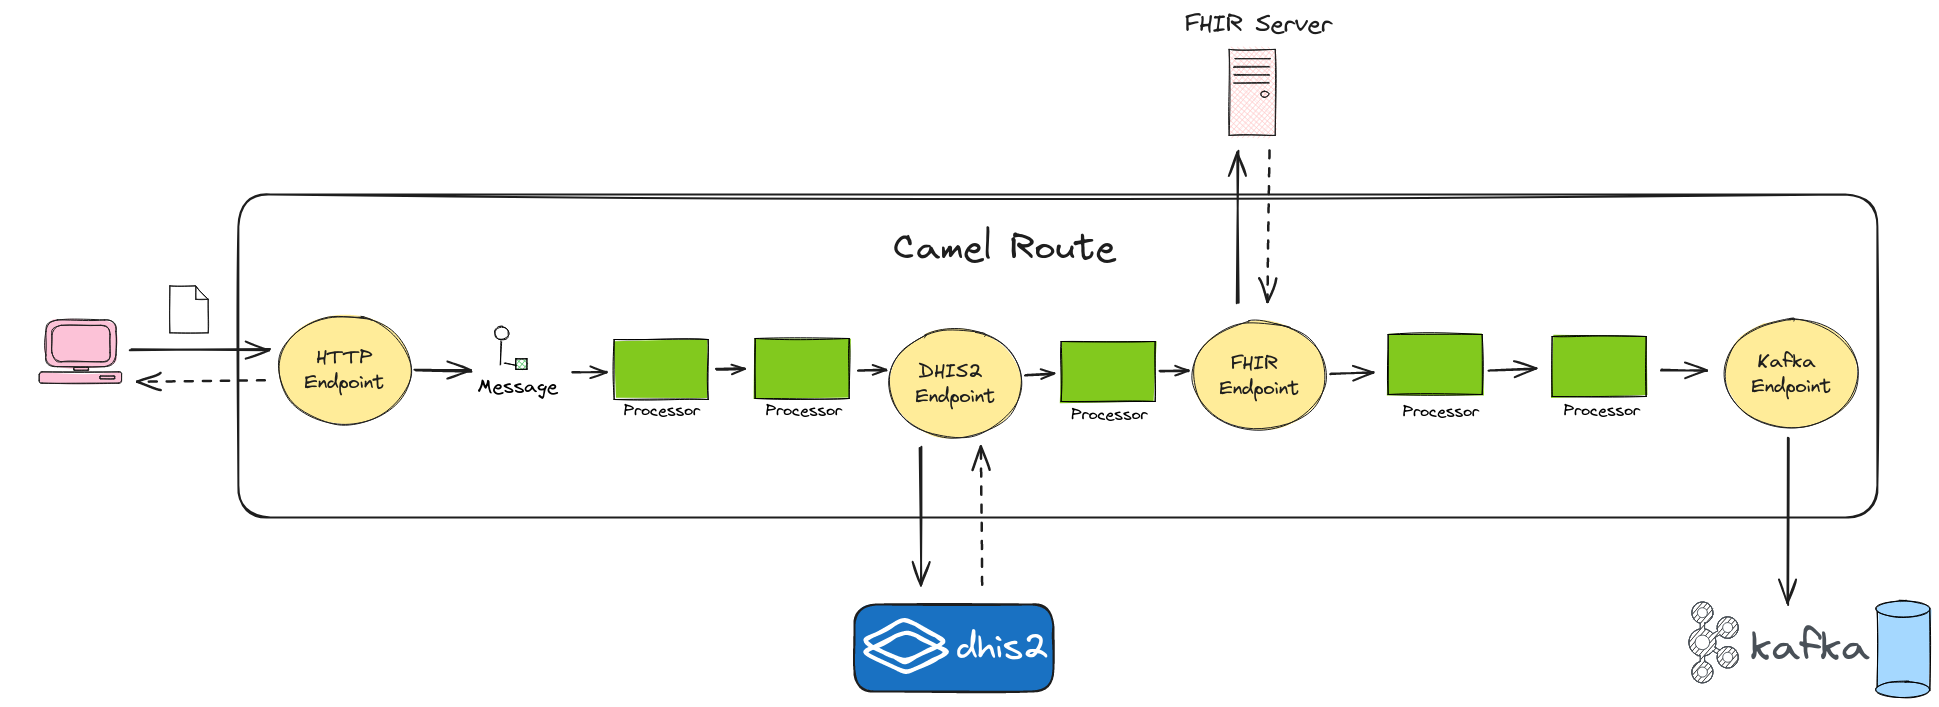 FHIR Server
Camel Route
HTTP
Endpoint
Message
Processor
Processor
DHIS2
Endpoint
Processor
FHIR
Endpoint
Processor
Processor
Kafka
Endpoint
dhis2
kafka